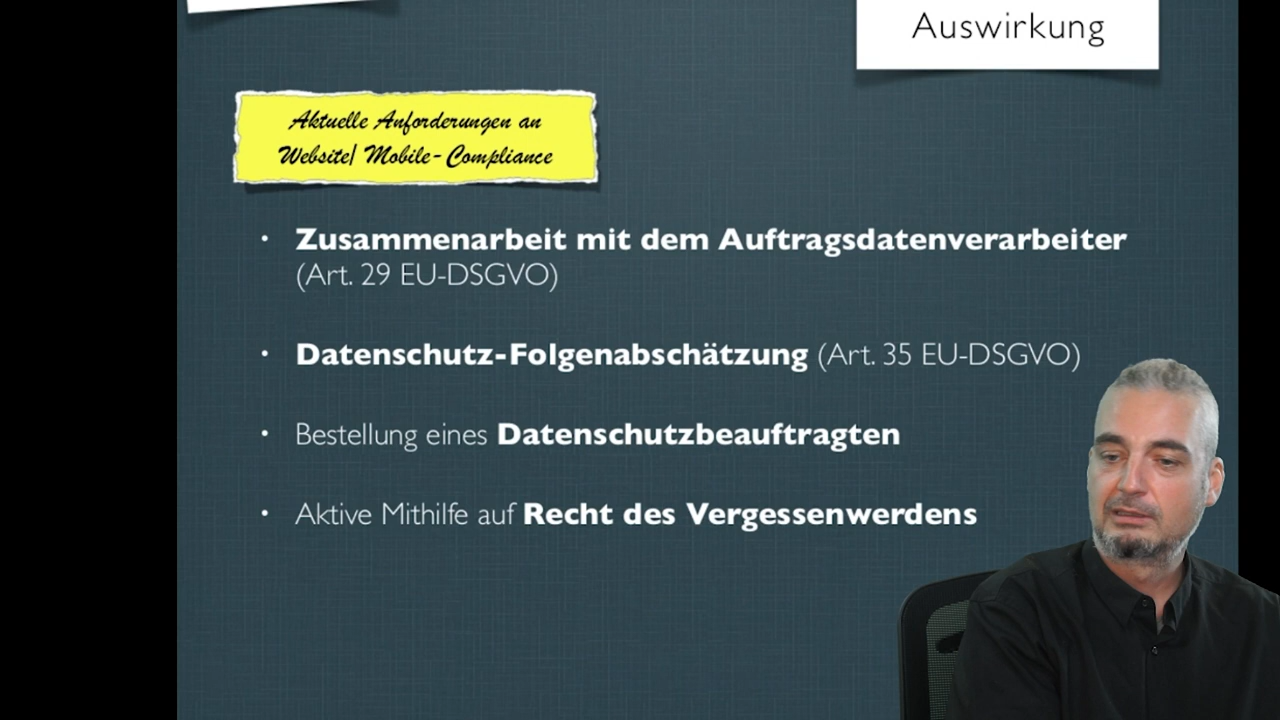 Auswirkung
Aktuelle Anforderungen an
Website/ Mobile-Compliance
• Zusammenarbeit mit dem Auftragsdatenverarbeiter
(Art. 29 EU-DSGVO)
• Datenschutz-Folgenabschätzung (Art. 35 EU-DSGVO)
• Bestellung eines Datenschutzbeauftragten
• Aktive Mithilfe auf Recht des Vergessenwerdens